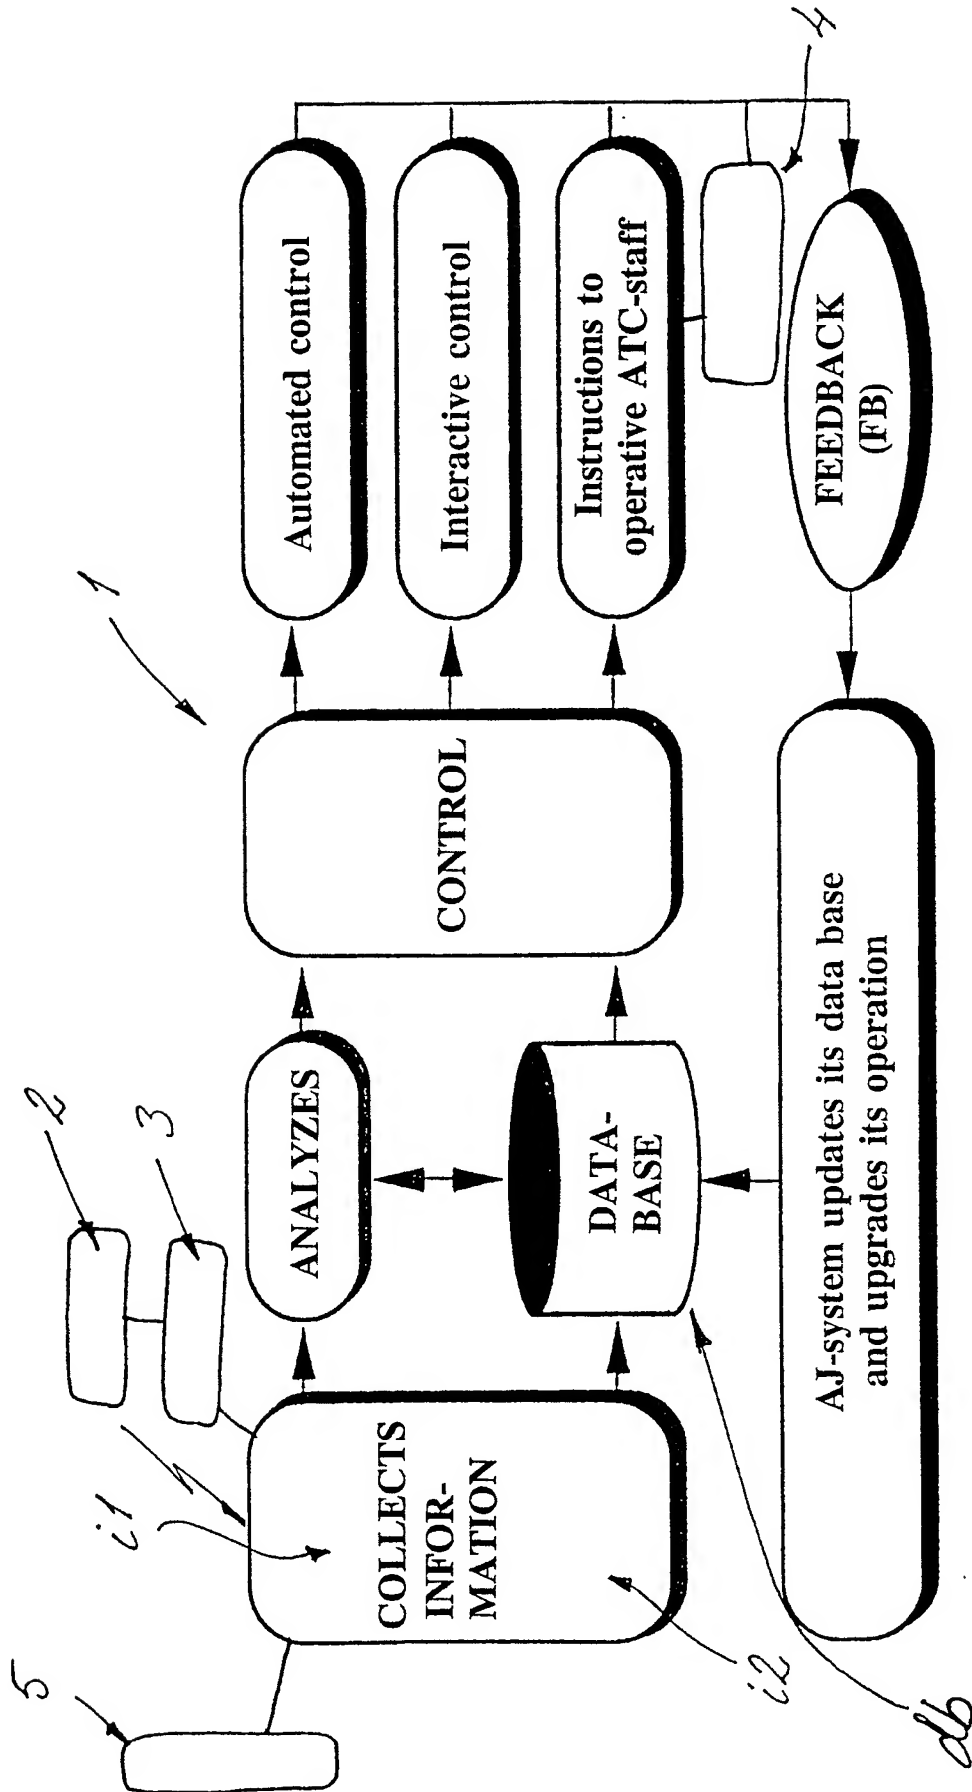 1
2
3
5
i1
COLLECTS
INFOR-
MATION
i2
ANALYZES
DATA-
BASE
db
CONTROL
Automated control
Interactive control
Instructions to
operative ATC-staff
4
FEEDBACK
(FB)
AJ-system updates its data base
and upgrades its operation